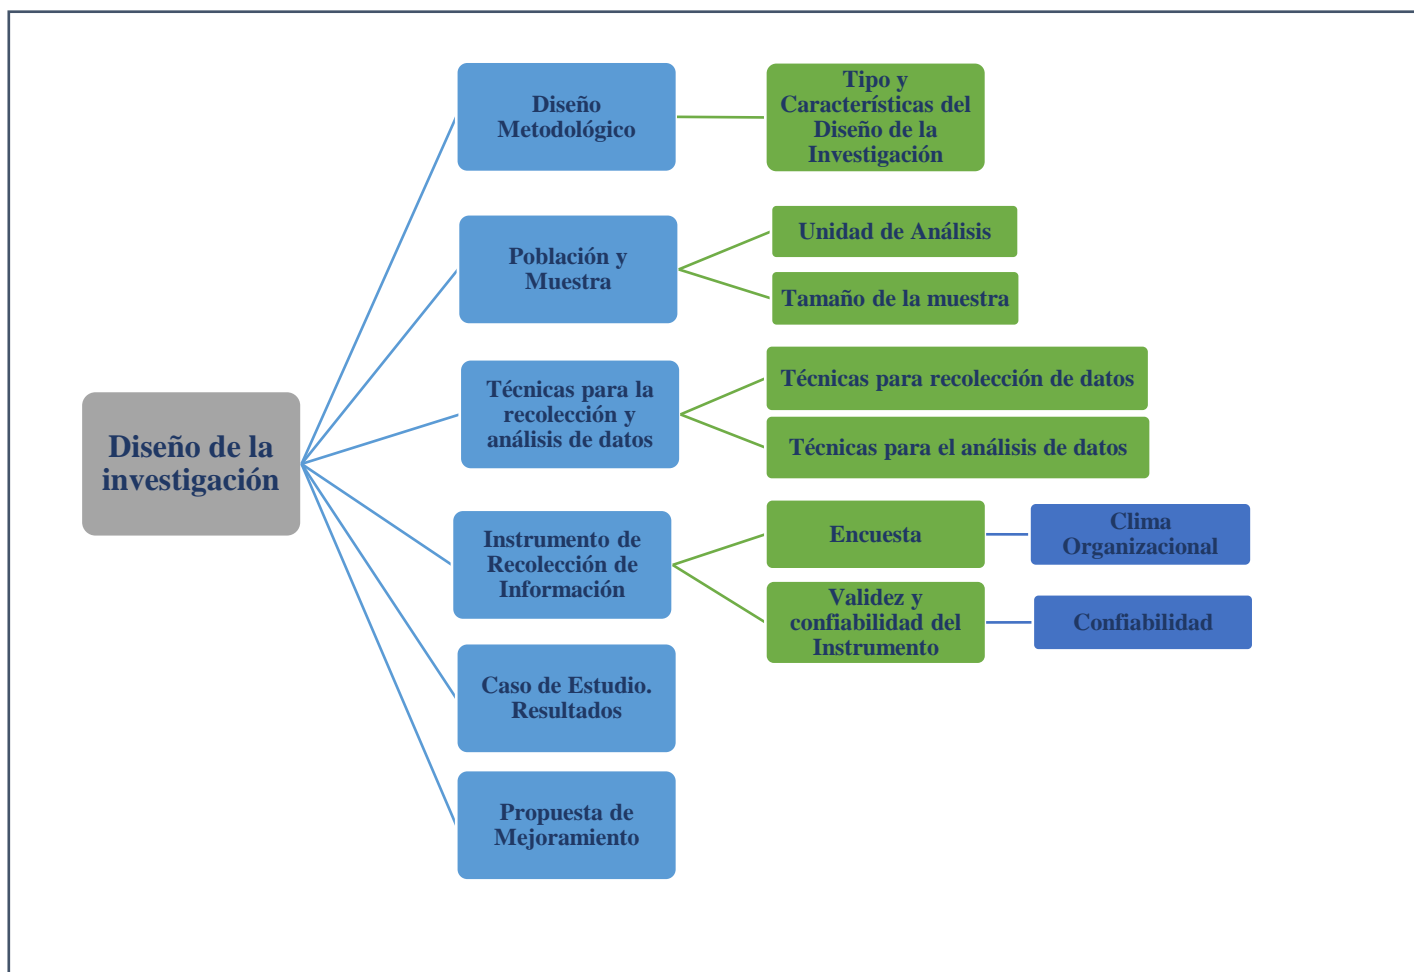 Diseño de la
investigación
Diseño
Metodológico
Tipo y
Características del
Diseño de la
Investigación
Población y
Muestra
Unidad de Análisis
Tamaño de la muestra
Técnicas para la
recolección y
análisis de datos
Técnicas para recolección de datos
Técnicas para el análisis de datos
Instrumento de
Recolección de
Información
Encuesta
Clima
Organizacional
Validez y
confiabilidad del
Instrumento
Confiabilidad
Caso de Estudio.
Resultados
Propuesta de
Mejoramiento